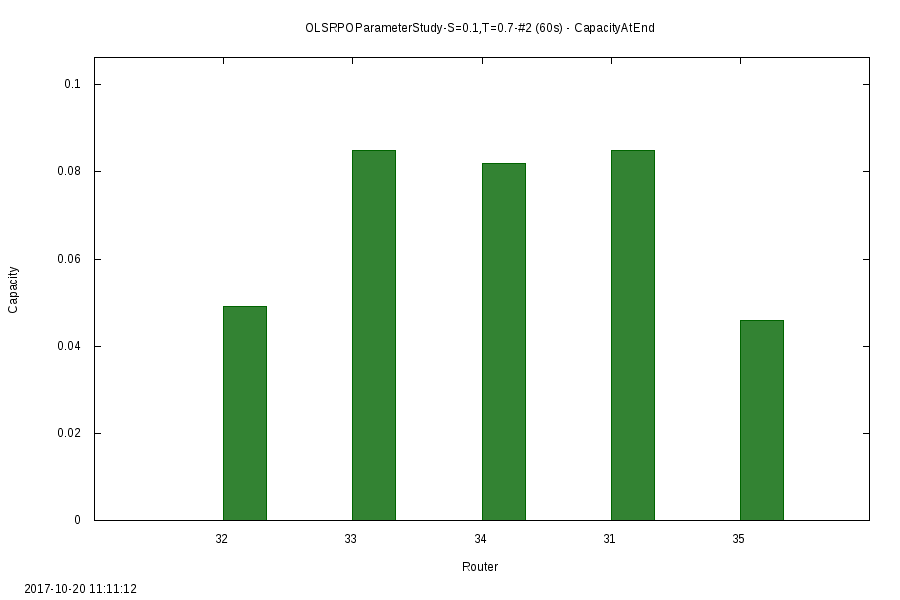 OLSRPOParameterStudy-S=0.1,T=0.7-#2 (60s) - CapacityAtEnd
0.1
0.08
0.06
0.04
0.02
0
Capacity
32 33 34 31 35
Router
2017-10-20 11:11:12